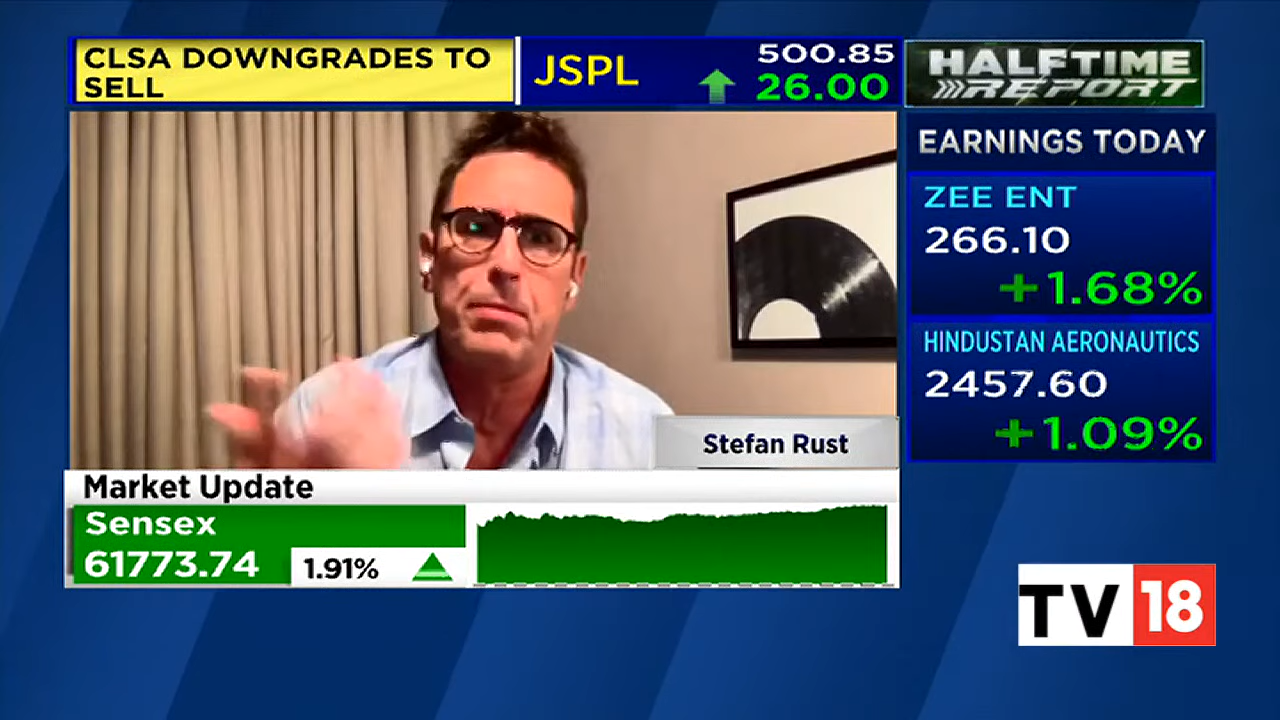 CLSA DOWNGRADES TO
SELL
JSPL
500.85
26.00
HALFTIME
REPORT
EARNINGS TODAY
ZEE ENT
266.10
+1.68%
HINDUSTAN AERONAUTICS
2457.60
+1.09%
Stefan Rust
Market Update
Sensex
61773.74
1.91%
TV18